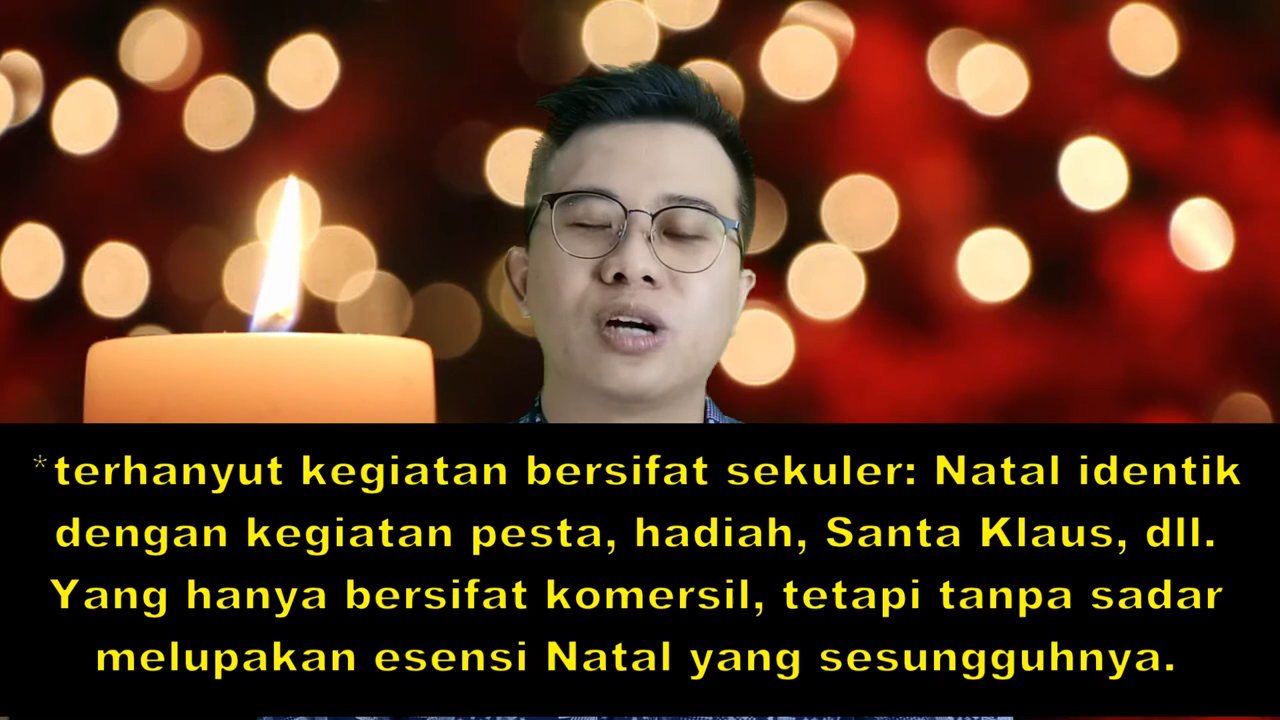 *terhanyut kegiatan bersifat sekuler: Natal identik
dengan kegiatan pesta, hadiah, Santa Klaus, dll.
Yang hanya bersifat komersil, tetapi tanpa sadar
melupakan esensi Natal yang sesungguhnya.